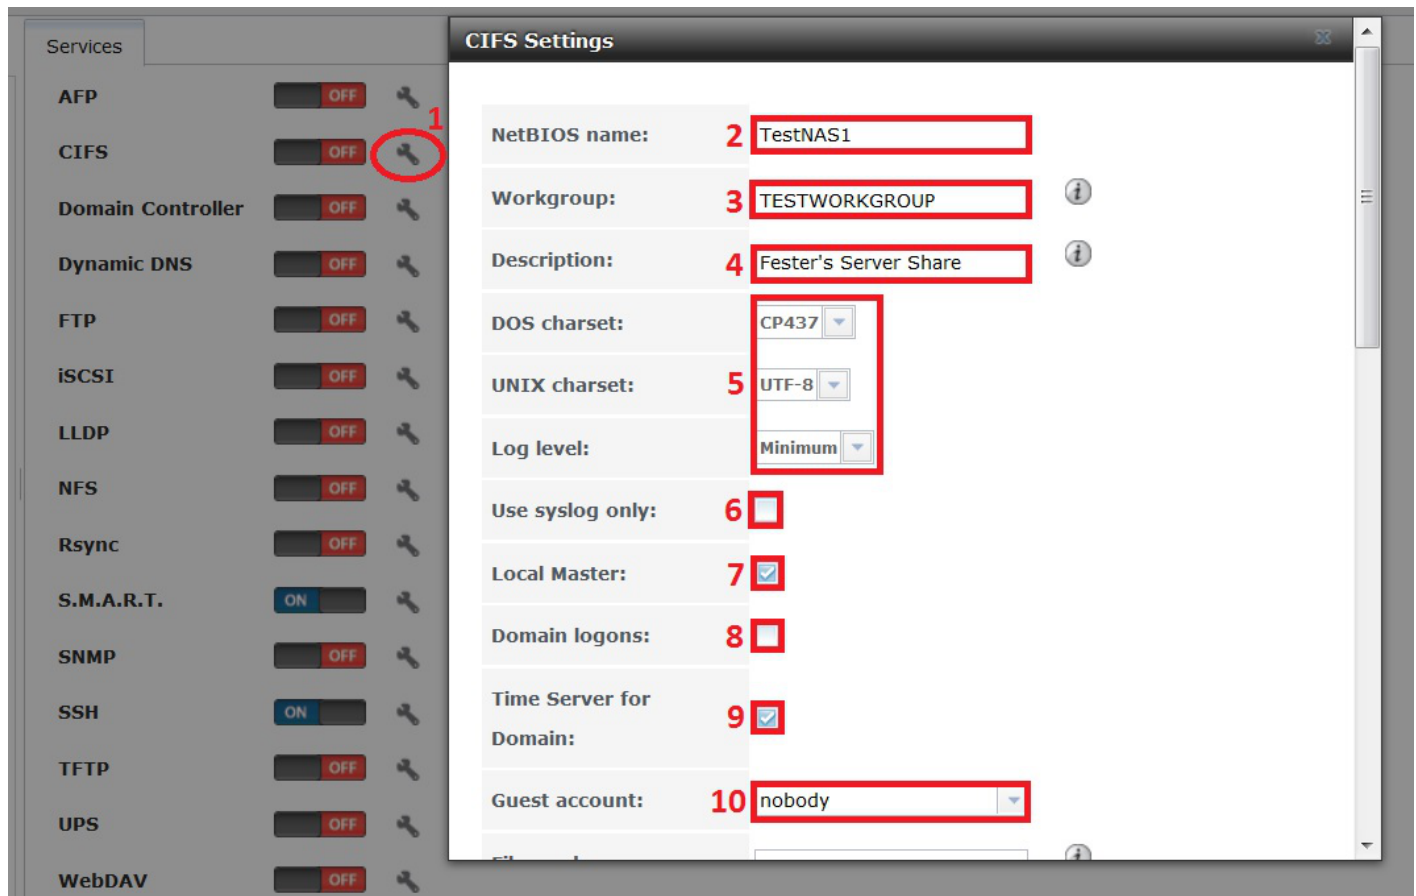 Services
AFP OFF
1
CIFS OFF
Domain Controller OFF
Dynamic DNS OFF
FTP OFF
iSCSI OFF
LLDP OFF
NFS OFF
Rsync OFF
S.M.A.R.T. ON
SNMP OFF
SSH ON
TFTP OFF
UPS OFF
WebDAV OFF
CIFS Settings
NetBIOS name: 2 TestNAS1
Workgroup: 3 TESTWORKGROUP
Description: 4 Fester's Server Share
DOS charset: CP437
UNIX charset: 5 UTF-8
Log level: Minimum
Use syslog only: 6
Local Master: 7
Domain logons: 8
Time Server for
Domain: 9
Guest account: 10 nobody